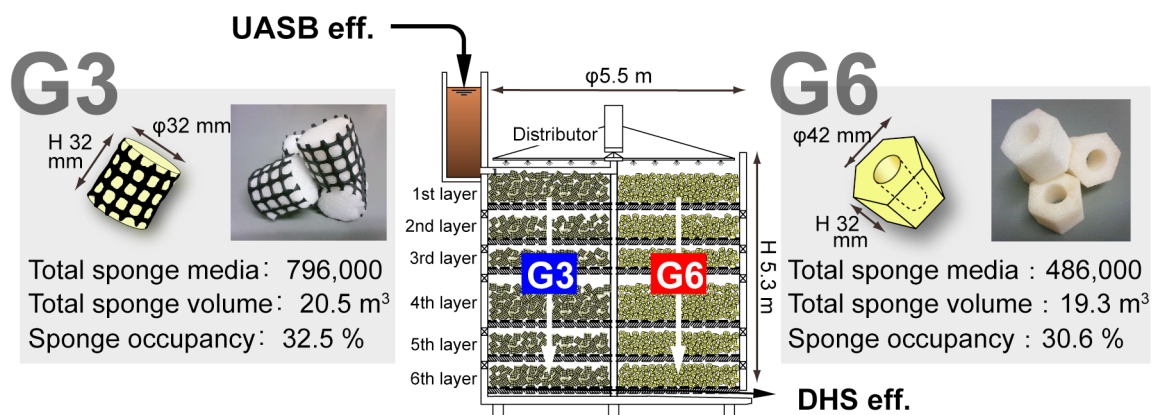 UASB eff.
G3
H 32
mm
φ32 mm
Total sponge media： 796,000
Total sponge volume： 20.5 m³
Sponge occupancy： 32.5 %
φ5.5 m
Distributor
1st layer
2nd layer
3rd layer
4th layer
5th layer
6th layer
G3
G6
H 5.3 m
DHS eff.
G6
φ42 mm
H 32
mm
Total sponge media : 486,000
Total sponge volume : 19.3 m³
Sponge occupancy : 30.6 %